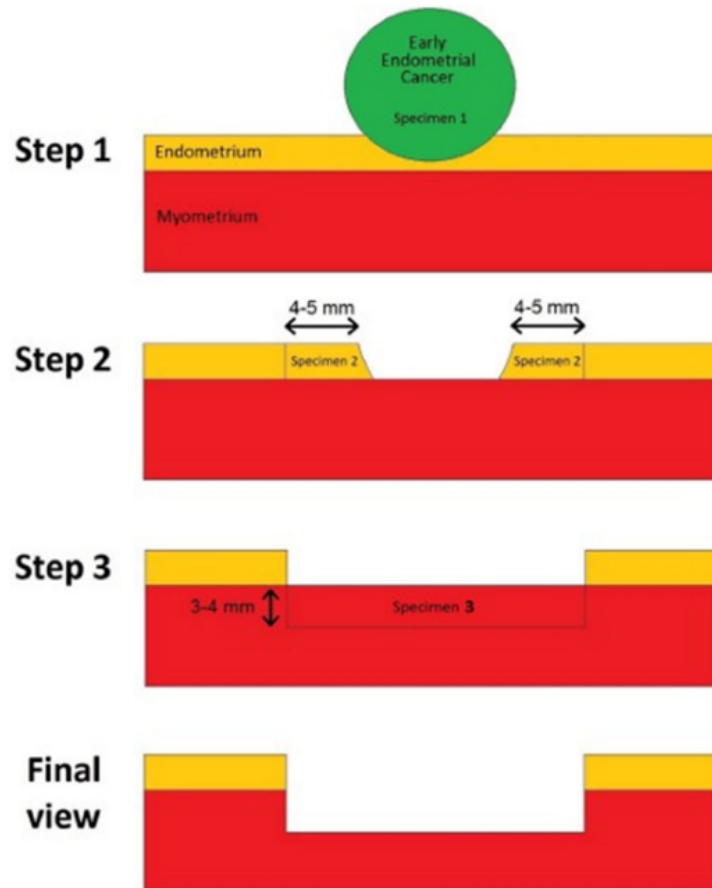 Early
Endometrial
Cancer
Specimen 1
Step 1
Endometrium
Myometrium
4-5 mm
4-5 mm
Step 2
Specimen 2
Specimen 2
Step 3
3-4 mm
Specimen 3
Final
view